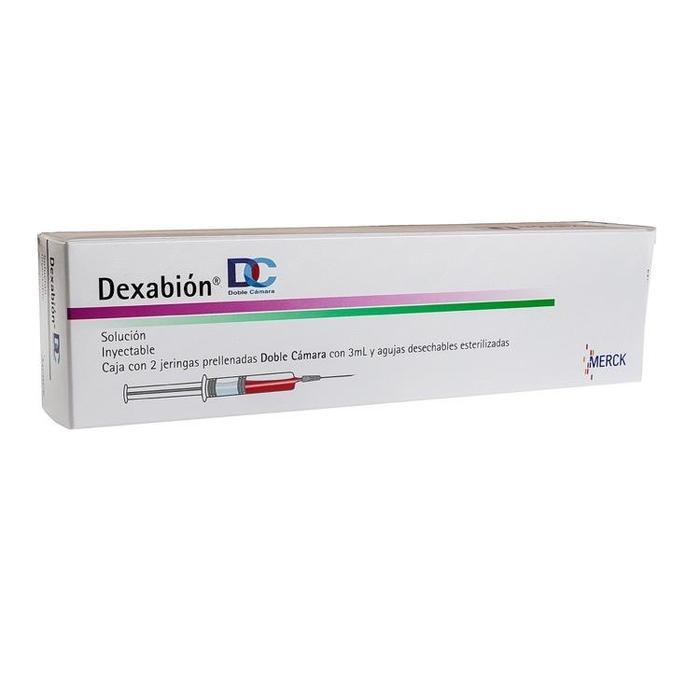 Dexabión®
DC
Doble Cámara
Solución
Inyectable
Caja con 2 jeringas prellenadas Doble Cámara con 3mL y agujas desechables esterilizadas
MERCK
Dexabión®
DC